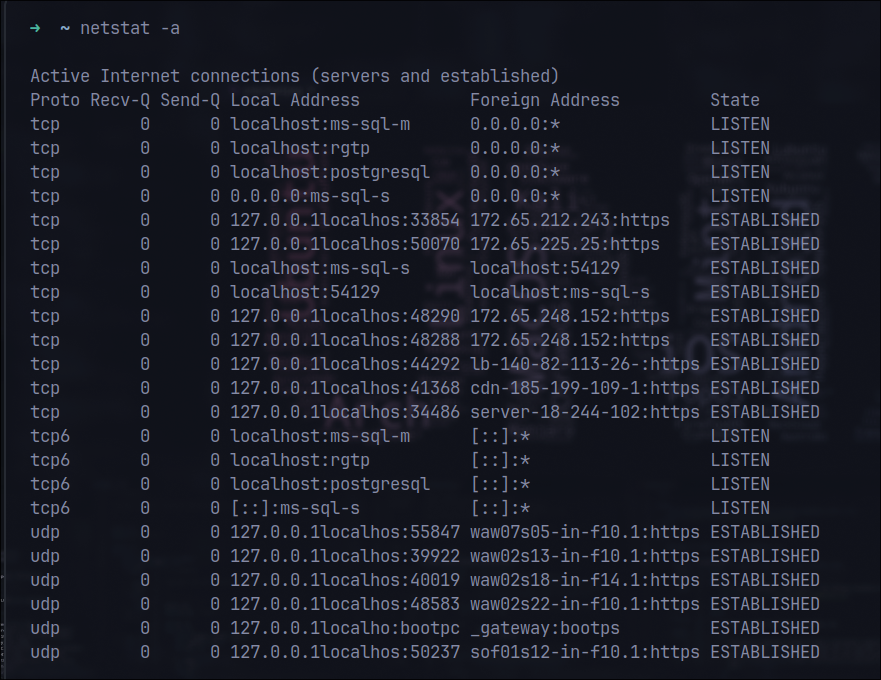 → ~ netstat -a
Active Internet connections (servers and established)
Proto Recv-Q Send-Q Local Address Foreign Address State
tcp 0 0 localhost:ms-sql-m 0.0.0.0:* LISTEN
tcp 0 0 localhost:rgtp 0.0.0.0:* LISTEN
tcp 0 0 localhost:postgresql 0.0.0.0:* LISTEN
tcp 0 0 0.0.0.0:ms-sql-s 0.0.0.0:* LISTEN
tcp 0 0 127.0.0.1localhos:33854 172.65.212.243:https ESTABLISHED
tcp 0 0 127.0.0.1localhos:50070 172.65.225.25:https ESTABLISHED
tcp 0 0 localhost:ms-sql-s localhost:54129 ESTABLISHED
tcp 0 0 localhost:54129 localhost:ms-sql-s ESTABLISHED
tcp 0 0 127.0.0.1localhos:48290 172.65.248.152:https ESTABLISHED
tcp 0 0 127.0.0.1localhos:48288 172.65.248.152:https ESTABLISHED
tcp 0 0 127.0.0.1localhos:44292 lb-140-82-113-26-:https ESTABLISHED
tcp 0 0 127.0.0.1localhos:41368 cdn-185-199-109-1:https ESTABLISHED
tcp 0 0 127.0.0.1localhos:34486 server-18-244-102:https ESTABLISHED
tcp6 0 0 localhost:ms-sql-m [::]:* LISTEN
tcp6 0 0 localhost:rgtp [::]:* LISTEN
tcp6 0 0 localhost:postgresql [::]:* LISTEN
tcp6 0 0 [::]:ms-sql-s [::]:* LISTEN
udp 0 0 127.0.0.1localhos:55847 waw07s05-in-f10.1:https ESTABLISHED
udp 0 0 127.0.0.1localhos:39922 waw02s13-in-f10.1:https ESTABLISHED
udp 0 0 127.0.0.1localhos:40019 waw02s18-in-f14.1:https ESTABLISHED
udp 0 0 127.0.0.1localhos:48583 waw02s22-in-f10.1:https ESTABLISHED
udp 0 0 127.0.0.1localho:bootpc _gateway:bootps ESTABLISHED
udp 0 0 127.0.0.1localhos:50237 sof01s12-in-f10.1:https ESTABLISHED